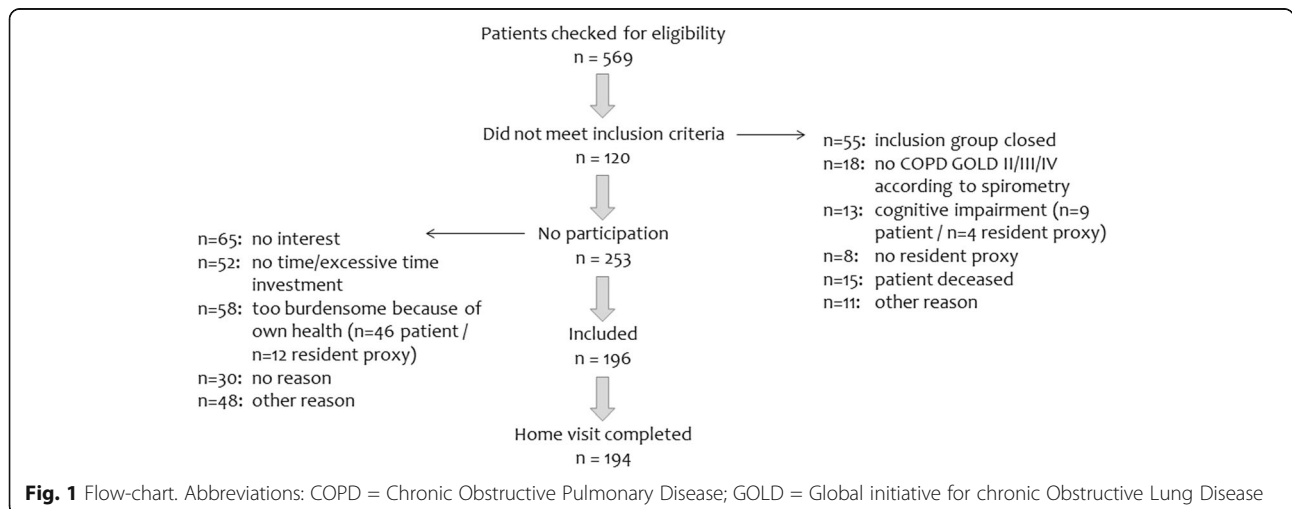 Patients checked for eligibility
n = 569
Did not meet inclusion criteria
n = 120
n=55: inclusion group closed
n=18: no COPD GOLD II/III/IV
according to spirometry
n=13: cognitive impairment (n=9
patient / n=4 resident proxy)
n=8: no resident proxy
n=15: patient deceased
n=11: other reason
No participation
n = 253
n=65: no interest
n=52: no time/excessive time
investment
n=58: too burdensome because of
own health (n=46 patient /
n=12 resident proxy)
n=30: no reason
n=48: other reason
Included
n = 196
Home visit completed
n = 194
Fig. 1 Flow-chart. Abbreviations: COPD = Chronic Obstructive Pulmonary Disease; GOLD = Global initiative for chronic Obstructive Lung Disease